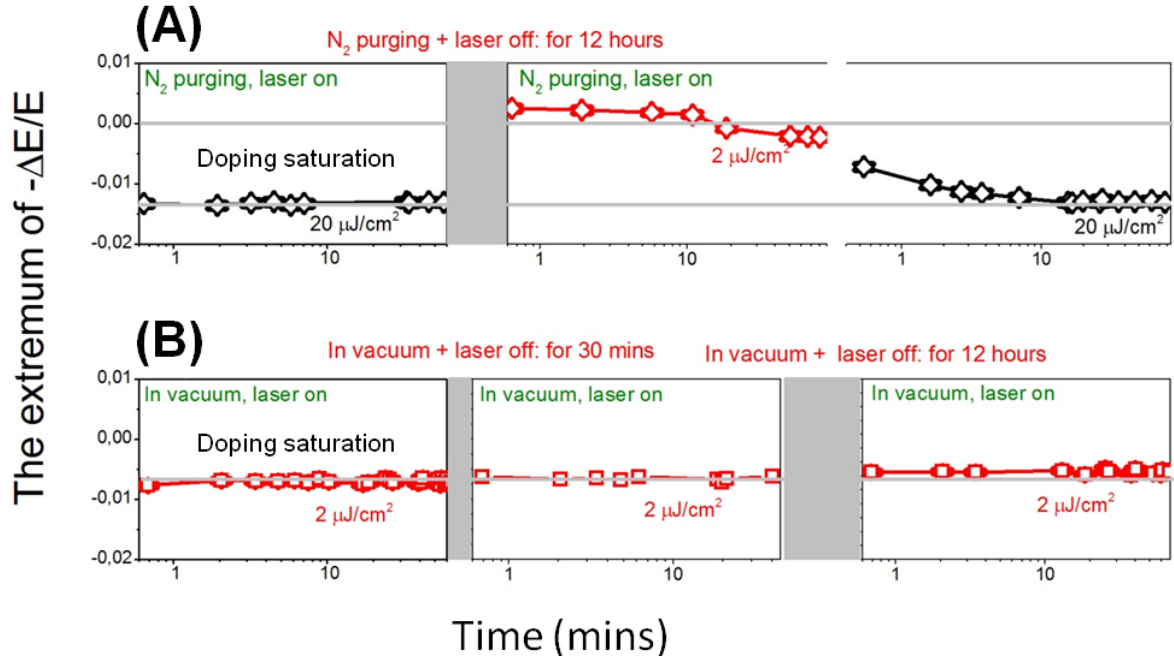 (A)
N₂ purging + laser off: for 12 hours
The extremum of -ΔE/E
0,01
0,00
-0,01
-0,02
N₂ purging, laser on
Doping saturation
20 μJ/cm²
1 10
N₂ purging, laser on
2 μJ/cm²
1 10
20 μJ/cm²
1 10
(B)
In vacuum + laser off: for 30 mins
In vacuum + laser off: for 12 hours
0,01
0,00
-0,01
-0,02
In vacuum, laser on
Doping saturation
2 μJ/cm²
1 10
In vacuum, laser on
2 μJ/cm²
1 10
In vacuum, laser on
2 μJ/cm²
1 10
Time (mins)